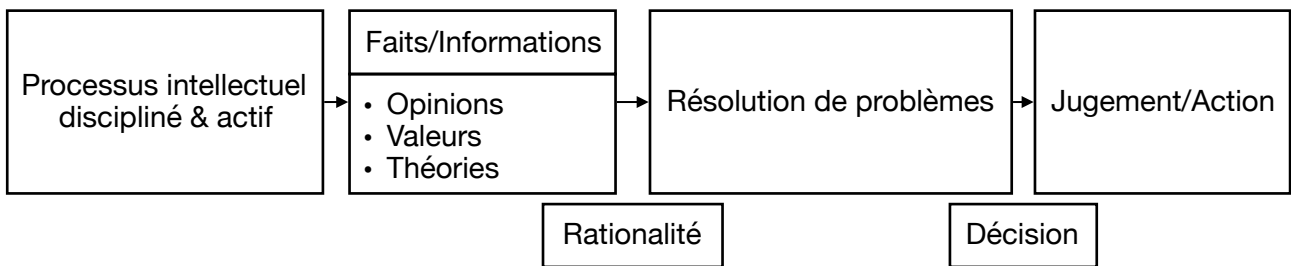 Processus intellectuel
discipliné & actif
Faits/Informations
• Opinions
• Valeurs
• Théories
Résolution de problèmes
Jugement/Action
Rationalité
Décision